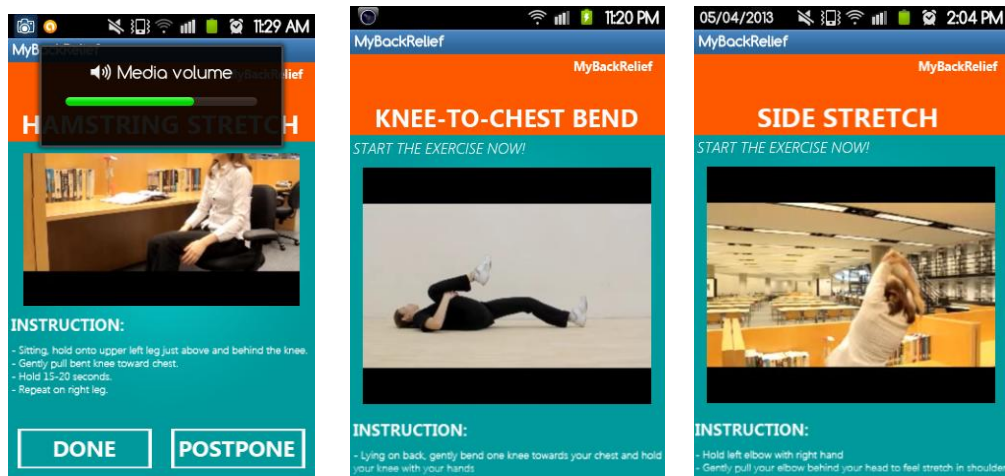 11:29 AM
MyB
Media volume
HAMSTRING STRETCH
INSTRUCTION:
- Sitting, hold onto upper left leg just above and behind the knee.
- Gently pull bent knee toward chest.
- Hold 15-20 seconds.
- Repeat on right leg.
DONE
POSTPONE
11:20 PM
MyBackRelief
MyBackRelief
KNEE-TO-CHEST BEND
START THE EXERCISE NOW!
INSTRUCTION:
- Lying on back, gently bend one knee towards your chest and hold
your knee with your hands
05/04/2013
2:04 PM
MyBackRelief
MyBackRelief
SIDE STRETCH
START THE EXERCISE NOW!
INSTRUCTION:
- Hold left elbow with right hand
- Gently pull your elbow behind your head to feel stretch in shoulder